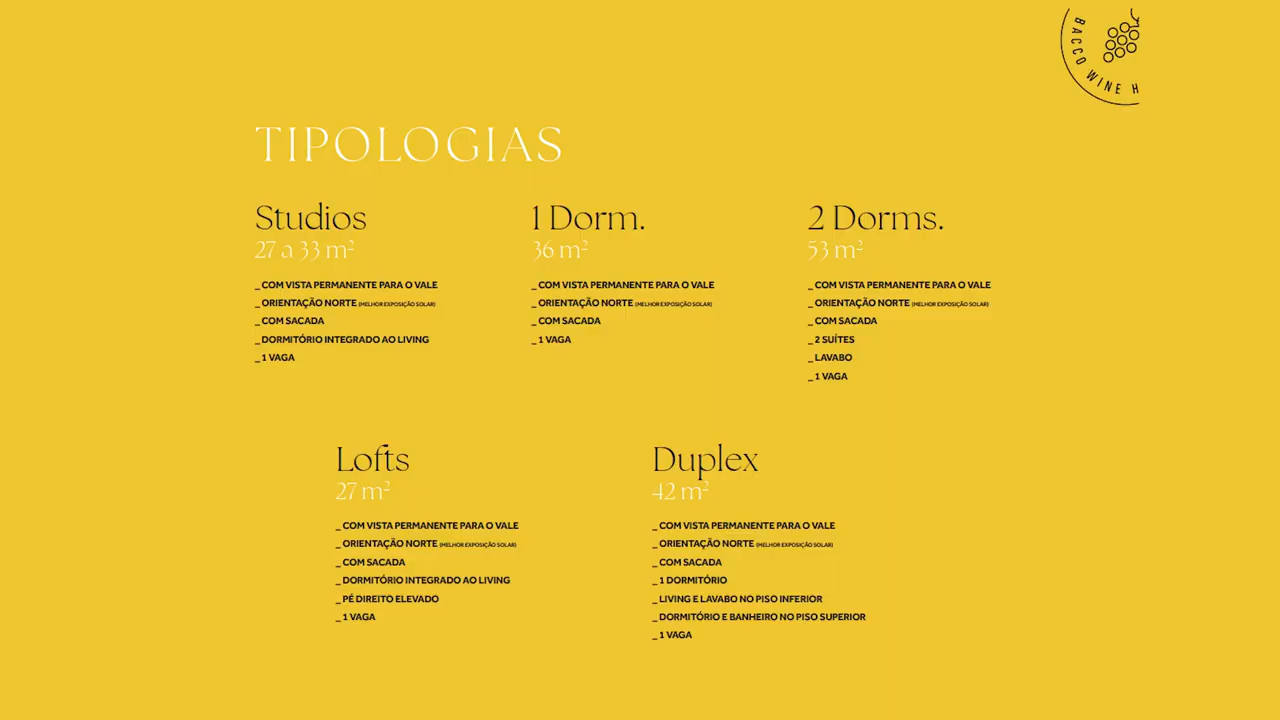 BACCO WINE H
TIPOLOGIAS
Studios
27 a 33 m²
_ COM VISTA PERMANENTE PARA O VALE
_ ORIENTAÇÃO NORTE (MELHOR EXPOSIÇÃO SOLAR)
_ COM SACADA
_ DORMITÓRIO INTEGRADO AO LIVING
_ 1 VAGA
1 Dorm.
36 m²
_ COM VISTA PERMANENTE PARA O VALE
_ ORIENTAÇÃO NORTE (MELHOR EXPOSIÇÃO SOLAR)
_ COM SACADA
_ 1 VAGA
2 Dorms.
53 m²
_ COM VISTA PERMANENTE PARA O VALE
_ ORIENTAÇÃO NORTE (MELHOR EXPOSIÇÃO SOLAR)
_ COM SACADA
_ 2 SUÍTES
_ LAVABO
_ 1 VAGA
Lofts
27 m²
_ COM VISTA PERMANENTE PARA O VALE
_ ORIENTAÇÃO NORTE (MELHOR EXPOSIÇÃO SOLAR)
_ COM SACADA
_ DORMITÓRIO INTEGRADO AO LIVING
_ PÉ DIREITO ELEVADO
_ 1 VAGA
Duplex
42 m²
_ COM VISTA PERMANENTE PARA O VALE
_ ORIENTAÇÃO NORTE (MELHOR EXPOSIÇÃO SOLAR)
_ COM SACADA
_ 1 DORMITÓRIO
_ LIVING E LAVABO NO PISO INFERIOR
_ DORMITÓRIO E BANHEIRO NO PISO SUPERIOR
_ 1 VAGA